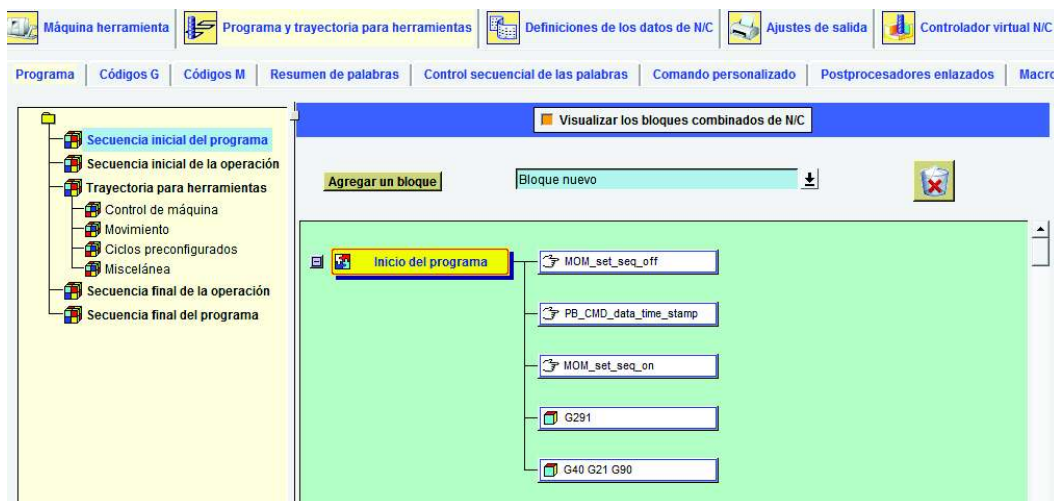 Máquina herramienta Programa y trayectoria para herramientas Definiciones de los datos de N/C Ajustes de salida Controlador virtual N/C
Programa Códigos G Códigos M Resumen de palabras Control secuencial de las palabras Comando personalizado Postprocesadores enlazados Macro
Secuencia inicial del programa
Secuencia inicial de la operación
Trayectoria para herramientas
Control de máquina
Movimiento
Ciclos preconfigurados
Miscelánea
Secuencia final de la operación
Secuencia final del programa
Visualizar los bloques combinados de N/C
Agregar un bloque Bloque nuevo
Inicio del programa MOM_set_seq_off
PB_CMD_data_time_stamp
MOM_set_seq_on
G291
G40 G21 G90